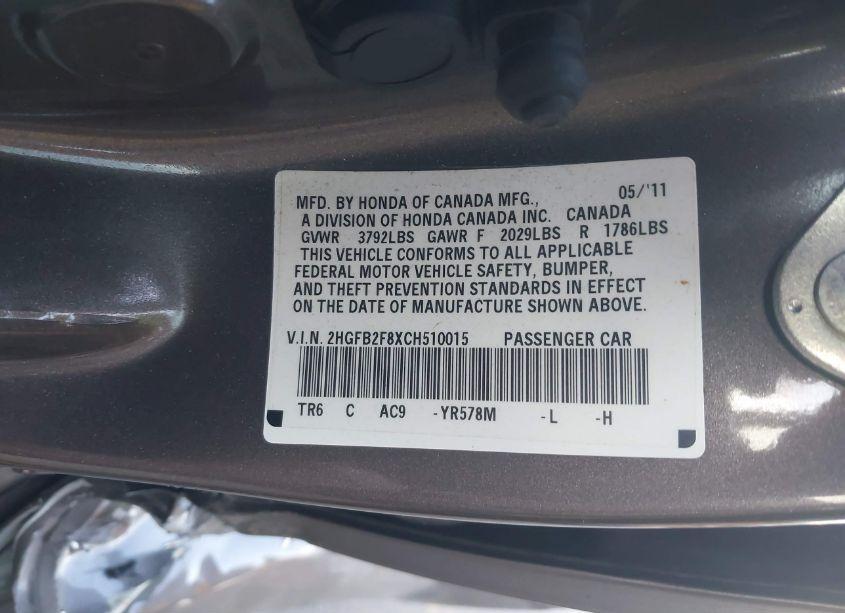 05/'11
MFD. BY HONDA OF CANADA MFG.,
A DIVISION OF HONDA CANADA INC. CANADA
GVWR 3792LBS GAWR F 2029LBS R 1786LBS
THIS VEHICLE CONFORMS TO ALL APPLICABLE
FEDERAL MOTOR VEHICLE SAFETY, BUMPER,
AND THEFT PREVENTION STANDARDS IN EFFECT
ON THE DATE OF MANUFACTURE SHOWN ABOVE.
V.I.N. 2HGFB2F8XCH510015 PASSENGER CAR
TR6 C AC9 -YR578M -L -H